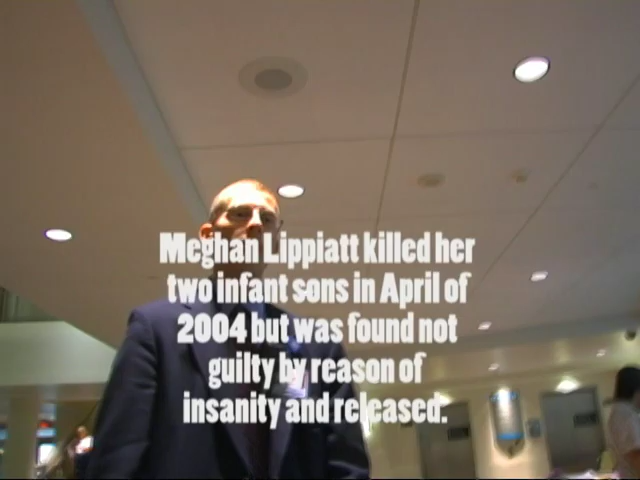 Meghan Lippiatt killed her
two infant sons in April of
2004 but was found not
guilty by reason of
insanity and released.